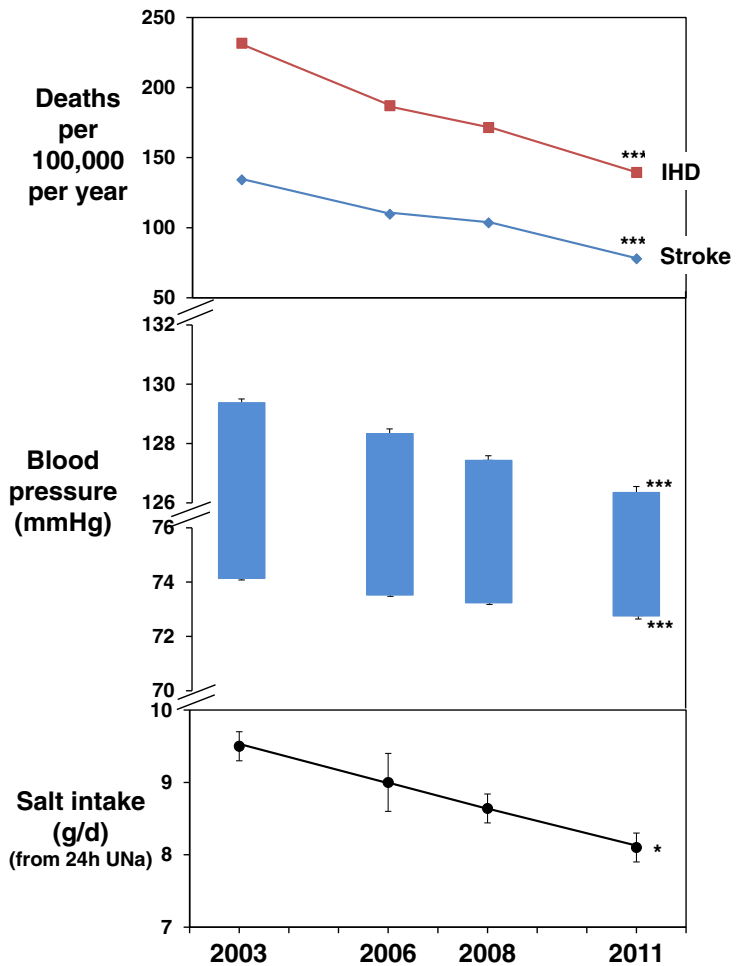 250
200
150
100
50
Deaths
per
100,000
per year
***
IHD
***
Stroke
132
130
128
126
76
74
72
70
Blood
pressure
(mmHg)
***
***
10
9
8
7
Salt intake
(g/d)
(from 24h UNa)
*
2003 2006 2008 2011